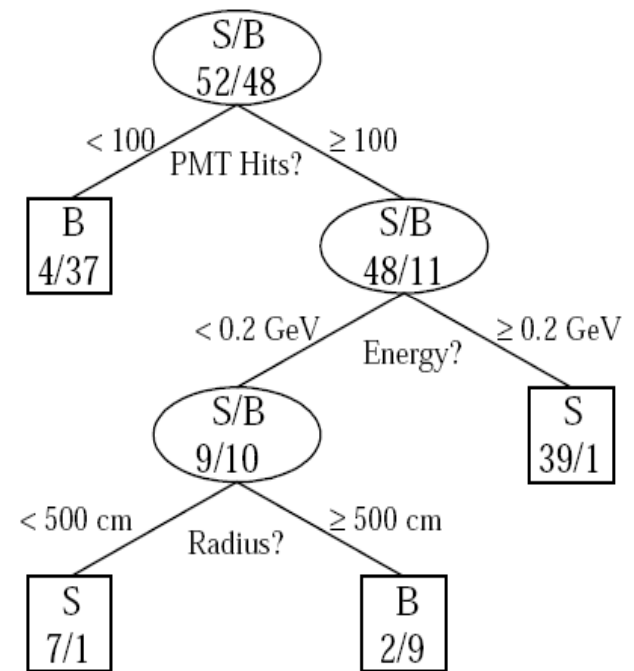 S/B
52/48
< 100
≥ 100
PMT Hits?
B
4/37
S/B
48/11
< 0.2 GeV
≥ 0.2 GeV
Energy?
S/B
9/10
S
39/1
< 500 cm
≥ 500 cm
Radius?
S
7/1
B
2/9